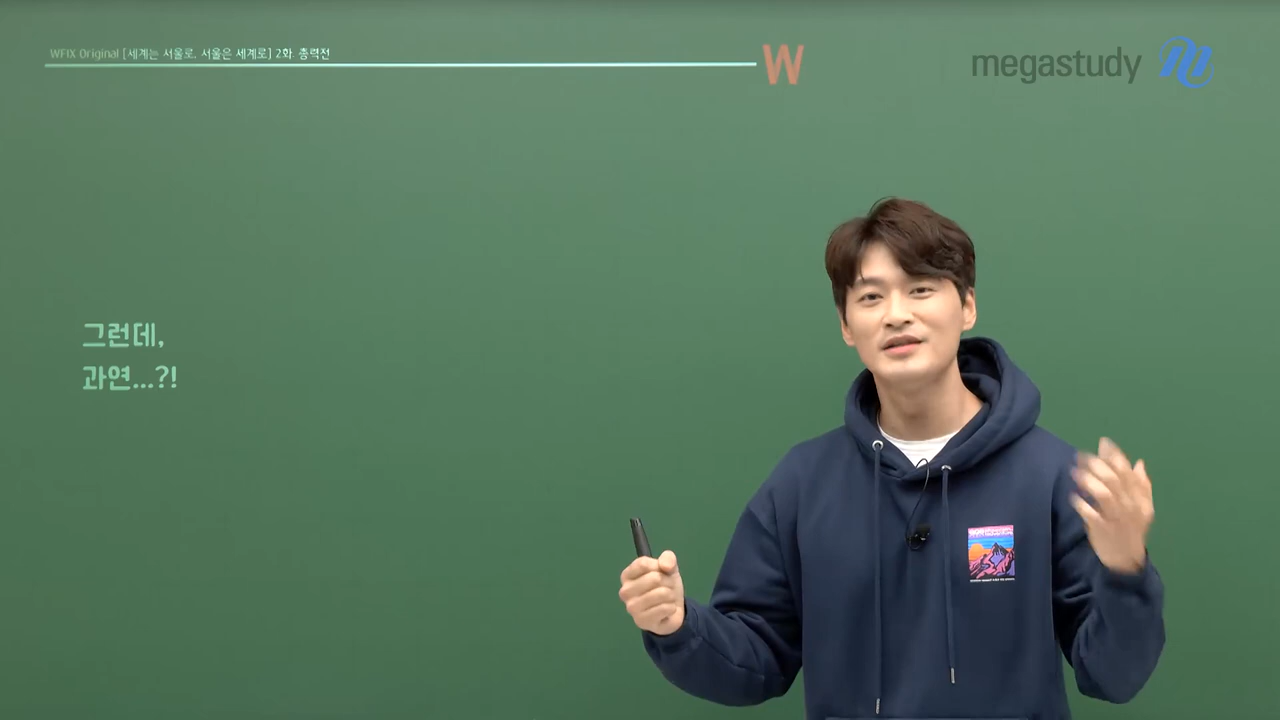 WFIX Original [세계는 서울로, 서울은 세계로] 2화. 총력전
W
megastudy
그런데,
과연...?!